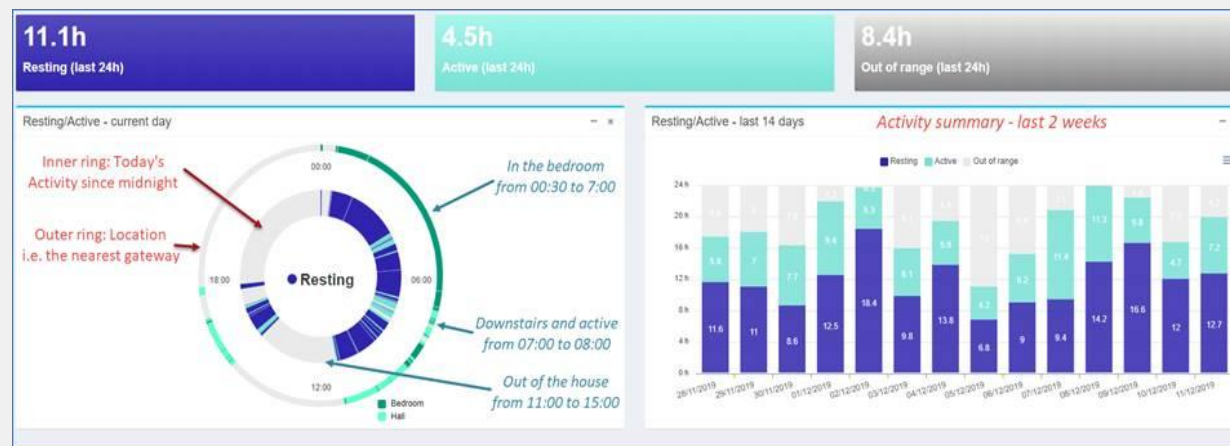 11.1h
Resting (last 24h)
4.5h
Active (last 24h)
8.4h
Out of range (last 24h)
Resting/Active - current day
Inner ring: Today's
Activity since midnight
Outer ring: Location
i.e. the nearest gateway
00:00
06:00
12:00
18:00
Resting
In the bedroom
from 00:30 to 7:00
Downstairs and active
from 07:00 to 08:00
Out of the house
from 11:00 to 15:00
Bedroom
Hall
Resting/Active - last 14 days
Activity summary - last 2 weeks
Resting Active Out of range
24 h
20 h
16 h
12 h
8 h
4 h
0 h
5.8 7 7.7 9.4 5.3 6.1 5.6 4.2 6.2 11.4 11.3 5.8 4.7 7.2
11.6 11 8.6 12.5 18.4 9.8 13.8 6.8 9 9.4 14.2 16.6 12 12.7
28/11/2019 29/11/2019 30/11/2019 01/12/2019 02/12/2019 03/12/2019 04/12/2019 05/12/2019 06/12/2019 07/12/2019 08/12/2019 09/12/2019 10/12/2019 11/12/2019